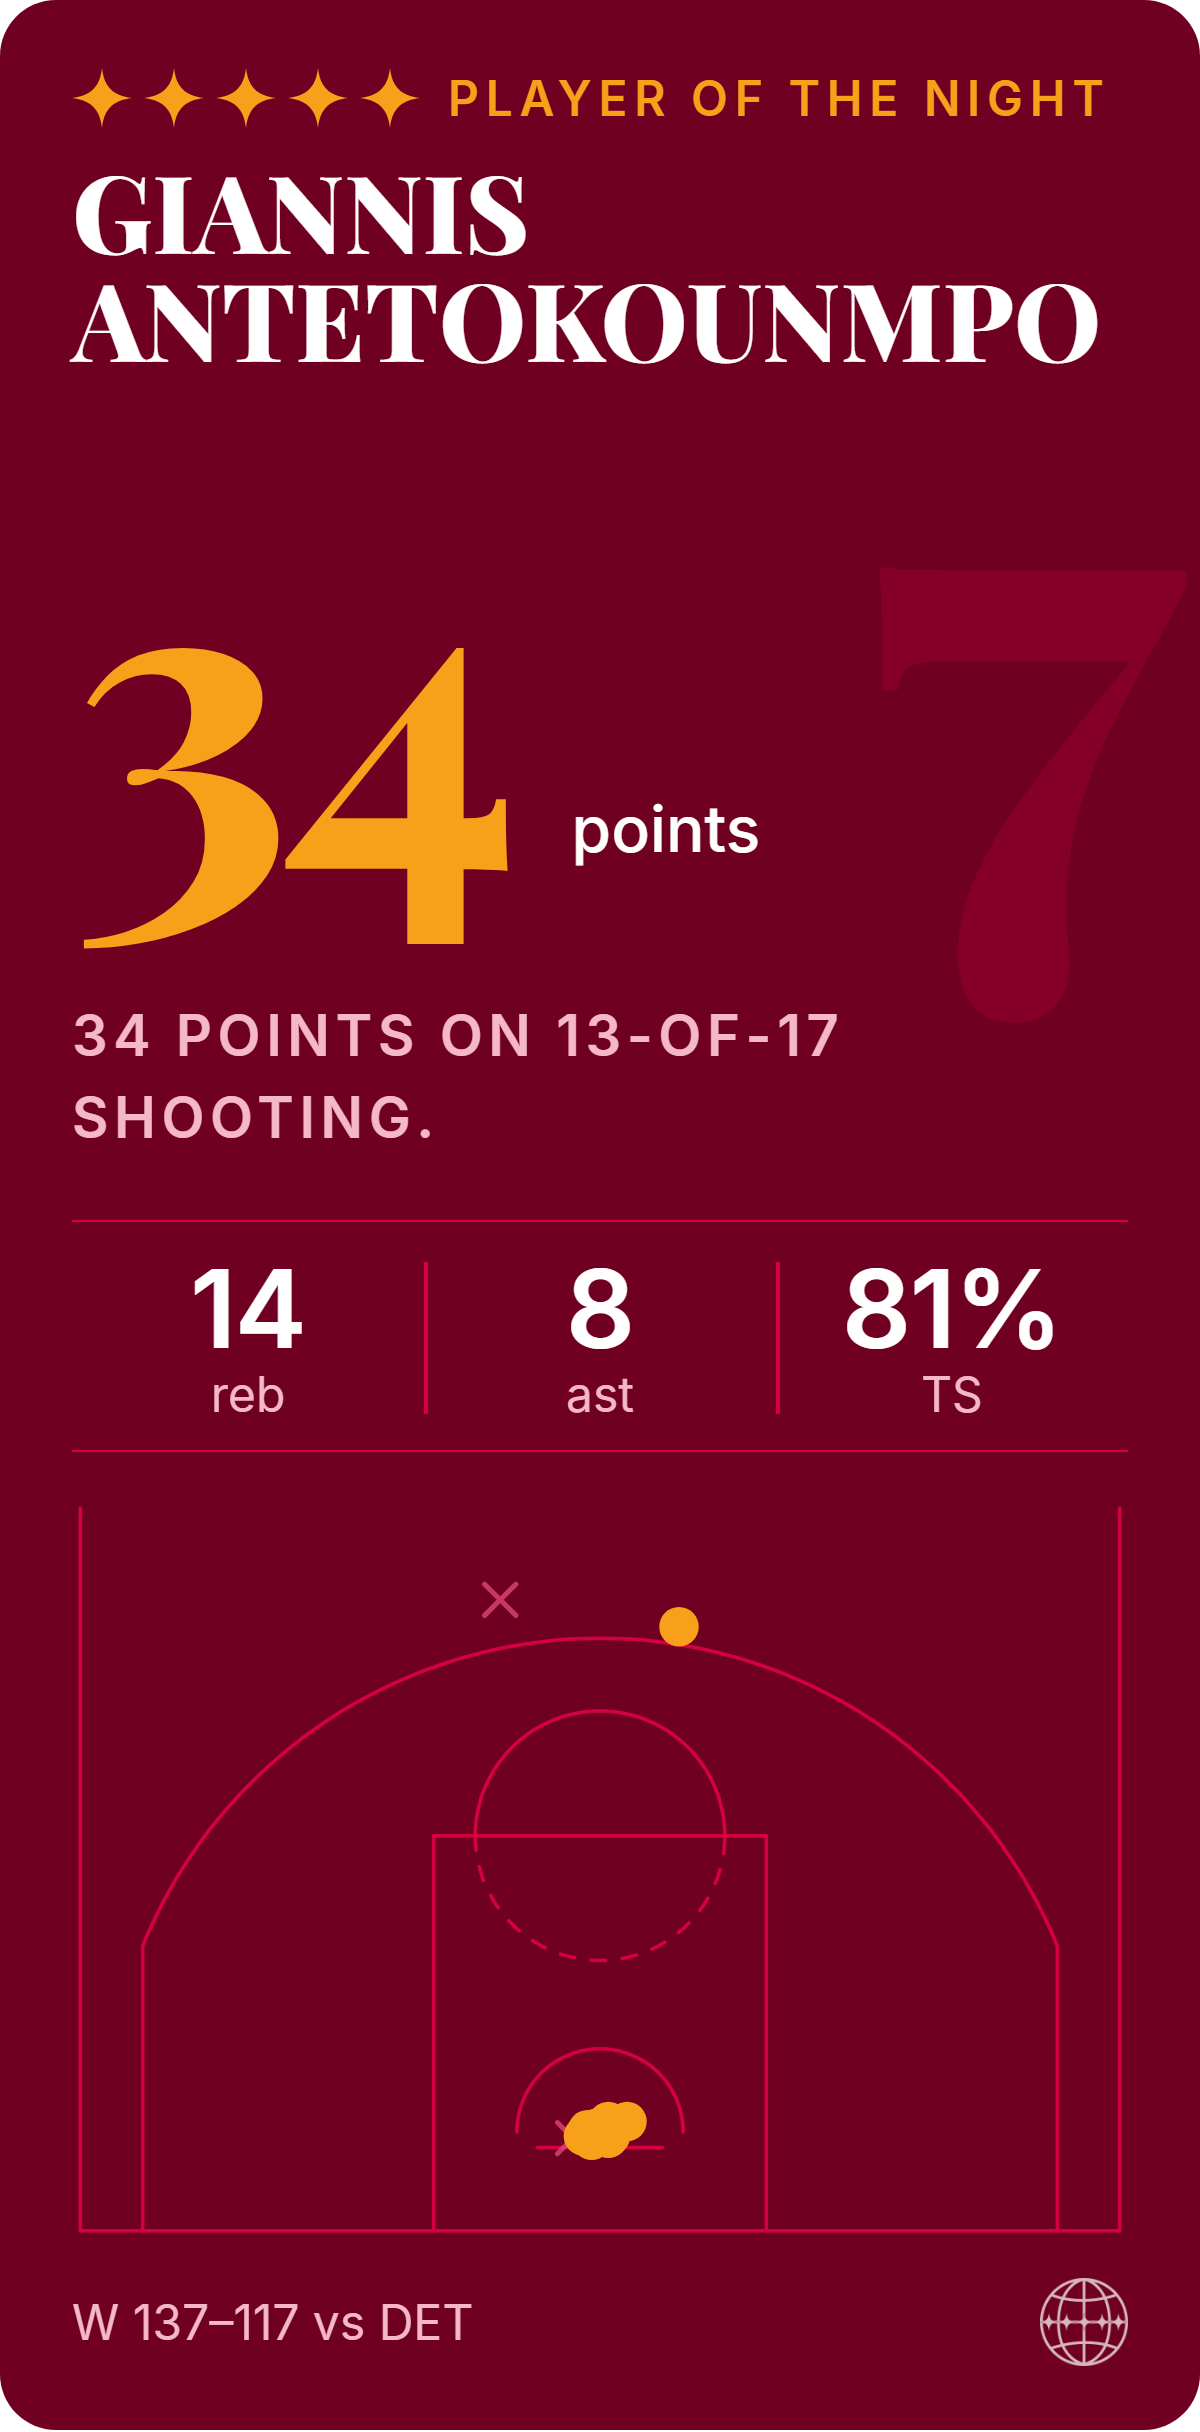 PLAYER OF THE NIGHT
GIANNIS
ANTETOKOUNMPO
7
34 points
34 POINTS ON 13-OF-17
SHOOTING.
14 8 81%
reb ast TS
W 137–117 vs DET